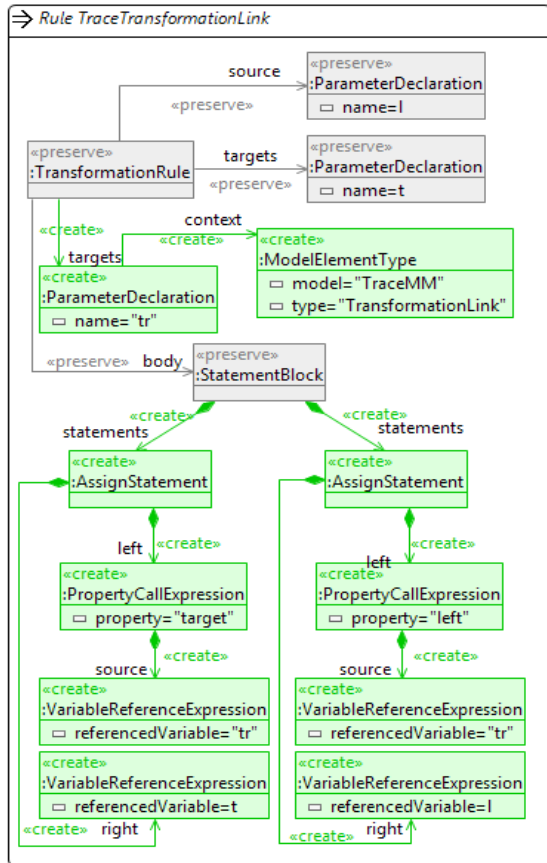 Rule TraceTransformationLink
«preserve»
source
:ParameterDeclaration
«preserve»
name=l
«preserve»
«preserve»
targets
:ParameterDeclaration
:TransformationRule
«preserve»
name=t
context
«create»
«create»
«create»
targets
:ModelElementType
«create»
model="TraceMM"
:ParameterDeclaration
type="TransformationLink"
name="tr"
«preserve»
«preserve» body
:StatementBlock
«create»
«create»
statements
statements
«create»
«create»
:AssignStatement
:AssignStatement
left
«create»
left
«create»
«create»
«create»
:PropertyCallExpression
:PropertyCallExpression
property="target"
property="left"
source
«create»
source
«create»
«create»
«create»
:VariableReferenceExpression
:VariableReferenceExpression
referencedVariable="tr"
referencedVariable="tr"
«create»
«create»
:VariableReferenceExpression
:VariableReferenceExpression
referencedVariable=t
referencedVariable=l
«create» right
«create» right